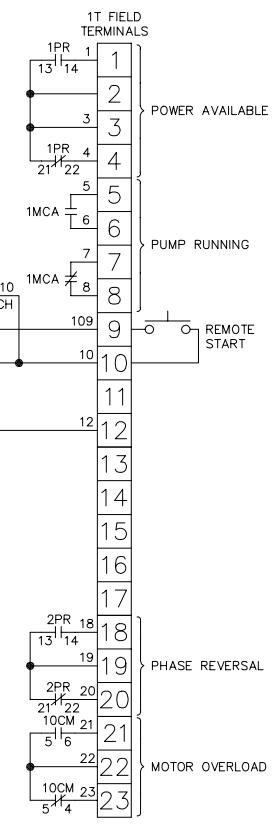 1T FIELD
TERMINALS
1PR
13 14
1
1
2
2
3
3
POWER AVAILABLE
1PR
21 22
4
4
5
5
1MCA
6
6
PUMP RUNNING
7
7
1MCA
8
8
10
CH
109
9
REMOTE
START
10
10
11
12
12
13
14
15
16
17
2PR
13 14
18
18
19
19
PHASE REVERSAL
2PR
21 22
20
20
10CM
5 6
21
21
22
22
MOTOR OVERLOAD
10CM
5 4
23
23